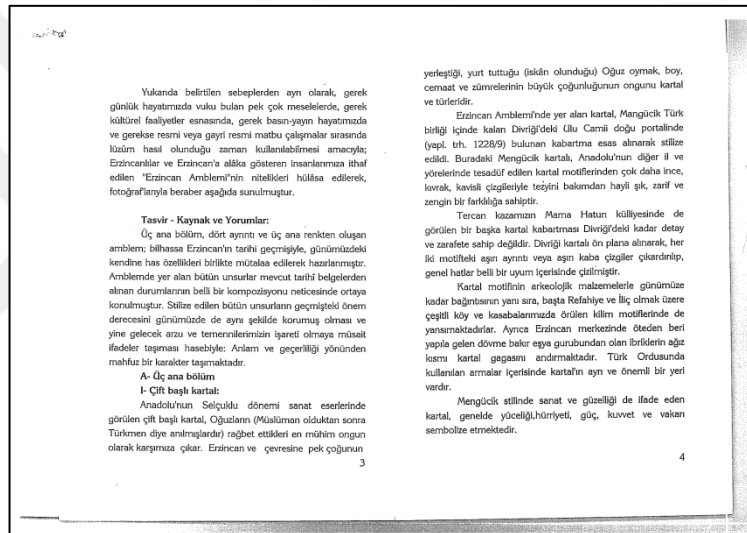 Yukarıda belirtilen sebeplerden ayrı olarak, gerek
günlük hayatımızda vuku bulan pek çok meselelerde, gerek
kültürel faaliyetler esnasında, gerek basın-yayın hayatımızda
ve gerekse resmi veya gayri resmi matbu çalışmalar sırasında
lüzüm hasıl olunduğu zaman kullanılabilmesi amacıyla;
Erzincanlılar ve Erzincan'a alâka gösteren insanlarımıza ithaf
edilen "Erzincan Amblemi"nin nitelikleri hülâsa edilerek,
fotoğraflarıyla beraber aşağıda sunulmuştur.
Tasvir - Kaynak ve Yorumlar:
Üç ana bölüm, dört ayrıntı ve üç ana renkten oluşan
amblem; bilhassa Erzincan'ın tarihi geçmişiyle, günümüzdeki
kendine has özellikleri birlikte mütalaa edilerek hazırlanmıştır.
Amblemde yer alan bütün unsurlar mevcut tarihî belgelerden
alınan durumlarının belli bir kompozisyonu neticesinde ortaya
konulmuştur. Stilize edilen bütün unsurların geçmişteki önem
derecesini günümüzde de aynı şekilde korumuş olması ve
yine gelecek arzu ve temennilerimizin işareti olmaya müsait
ifadeler taşıması hasebiyle: Anlam ve geçerliliği yönünden
mahfuz bir karakter taşımaktadır.
A- Üç ana bölüm
I- Çift başlı kartal:
Anadolu'nun Selçuklu dönemi sanat eserlerinde
görülen çift başlı kartal, Oğuzların (Müslüman olduktan sonra
Türkmen diye anılmışlardır) rağbet ettikleri en mühim ongun
olarak karşımıza çıkar. Erzincan ve çevresine pek çoğunun
3
yerleştiği, yurt tuttuğu (iskân olunduğu) Oğuz oymak, boy,
cemaat ve zümrelerinin büyük çoğunluğunun ongunu kartal
ve türleridir.
Erzincan Amblemi'nde yer alan kartal, Mangücik Türk
birliği içinde kalan Divriği'deki Ulu Camii doğu portalinde
(yapl. trh. 1228/9) bulunan kabartma esas alınarak stilize
edildi. Buradaki Mengücik kartalı, Anadolu'nun diğer il ve
yörelerinde tesadüf edilen kartal motiflerinden çok daha ince,
kıvrak, kavisli çizgileriyle tezyini bakımdan hayli şık, zarif ve
zengin bir farklılığa sahiptir.
Tercan kazamızın Mama Hatun külliyesinde de
görülen bir başka kartal kabartması Divriği'deki kadar detay
ve zarafete sahip değildir. Divriği kartalı ön plana alınarak, her
iki motifteki aşırı ayrıntı veya aşırı kaba çizgiler çıkardırılıp,
genel hatlar belli bir uyum içerisinde çizilmiştir.
Kartal motifinin arkeolojik malzemelerle günümüze
kadar bağıntısının yanı sıra, başta Refahiye ve İliç olmak üzere
çeşitli köy ve kasabalarımızda örülen kilim motiflerinde de
yansımaktadırlar. Ayrıca Erzincan merkezinde öteden beri
yapıla gelen dövme bakır eşya gurubundan olan ibriklerin ağız
kısmı kartal gagasını andırmaktadır. Türk Ordusunda
kullanılan armalar içerisinde kartal'ın ayrı ve önemli bir yeri
vardır.
Mengücik stilinde sanat ve güzelliği de ifade eden
kartal, genelde yüceliği,hürriyeti, güç, kuvvet ve vakarı
sembolize etmektedir.
4